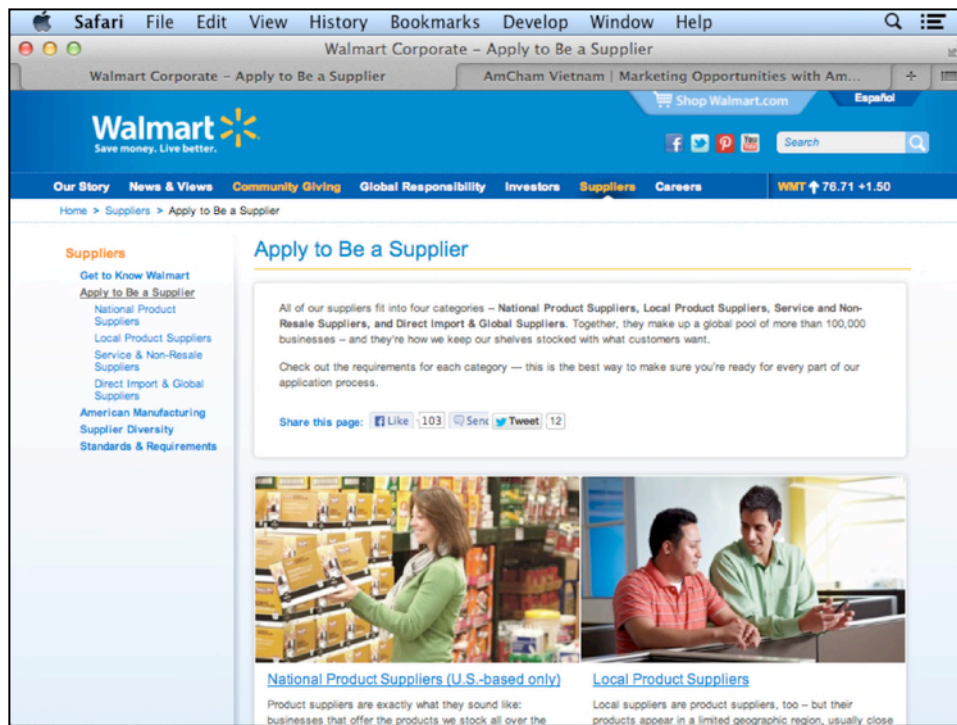 Safari File Edit View History Bookmarks Develop Window Help
Walmart Corporate – Apply to Be a Supplier
Walmart Corporate – Apply to Be a Supplier
AmCham Vietnam | Marketing Opportunities with Am...
Shop Walmart.com
Español
Walmart
Save money. Live better.
Search
Our Story News & Views Community Giving Global Responsibility Investors Suppliers Careers WMT 76.71 +1.50
Home > Suppliers > Apply to Be a Supplier
Suppliers
Get to Know Walmart
Apply to Be a Supplier
National Product
Suppliers
Local Product Suppliers
Service & Non-Resale
Suppliers
Direct Import & Global
Suppliers
American Manufacturing
Supplier Diversity
Standards & Requirements
Apply to Be a Supplier
All of our suppliers fit into four categories – National Product Suppliers, Local Product Suppliers, Service and Non-
Resale Suppliers, and Direct Import & Global Suppliers. Together, they make up a global pool of more than 100,000
businesses – and they're how we keep our shelves stocked with what customers want.
Check out the requirements for each category — this is the best way to make sure you're ready for every part of our
application process.
Share this page: Like 103 Send Tweet 12
National Product Suppliers (U.S.-based only)
Product suppliers are exactly what they sound like:
businesses that offer the products we stock all over the
Local Product Suppliers
Local suppliers are product suppliers, too – but their
products appear in a limited geographic region, usually close